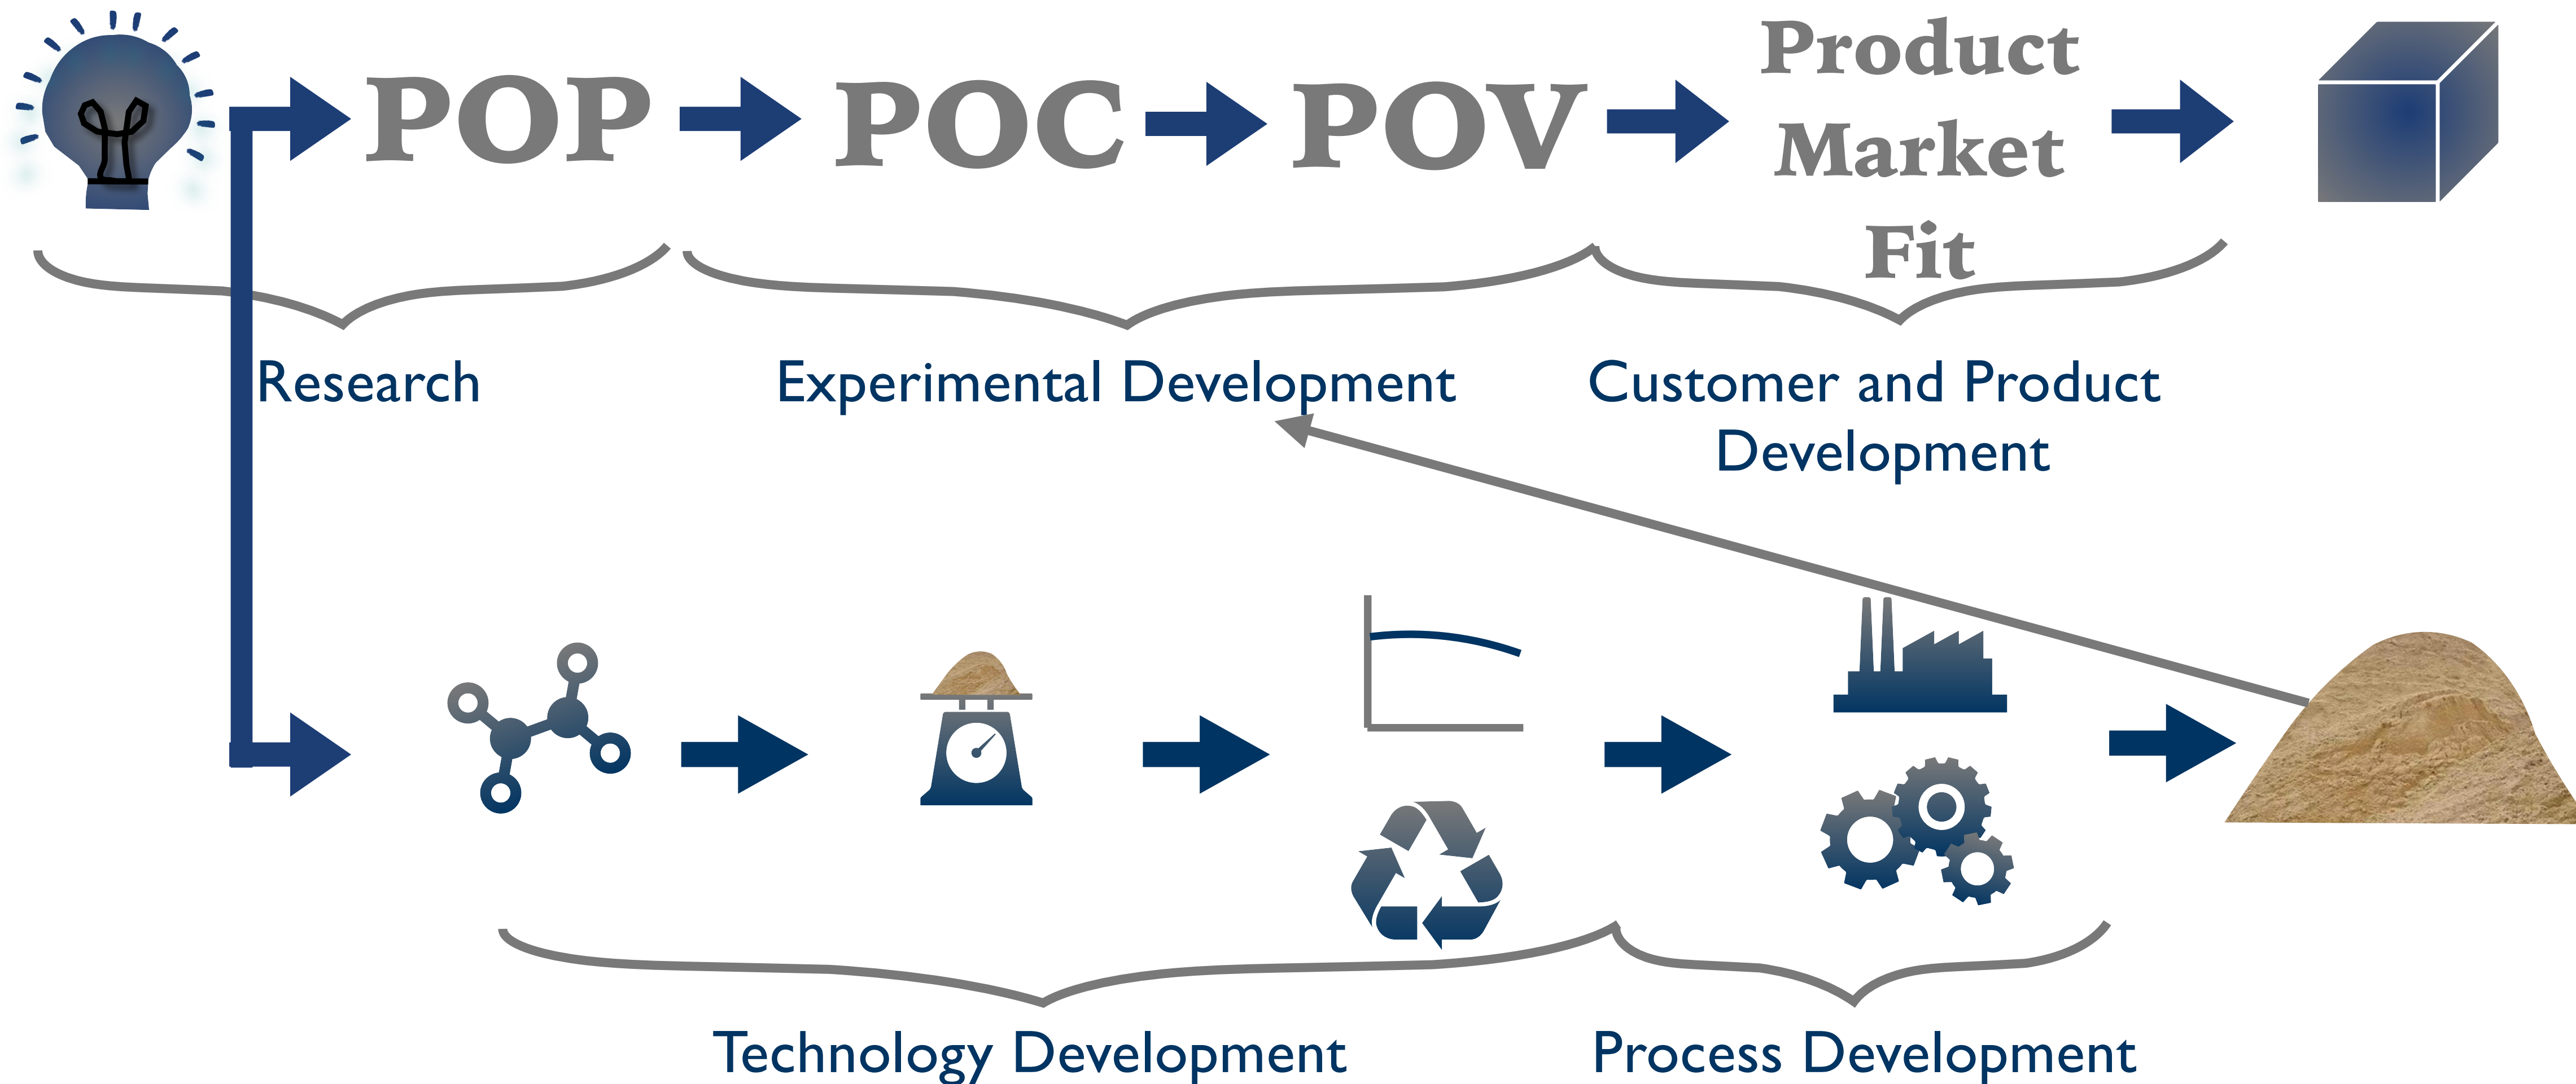 POP
POC
POV
Product
Market
Fit
Research
Experimental Development
Customer and Product
Development
Technology Development
Process Development